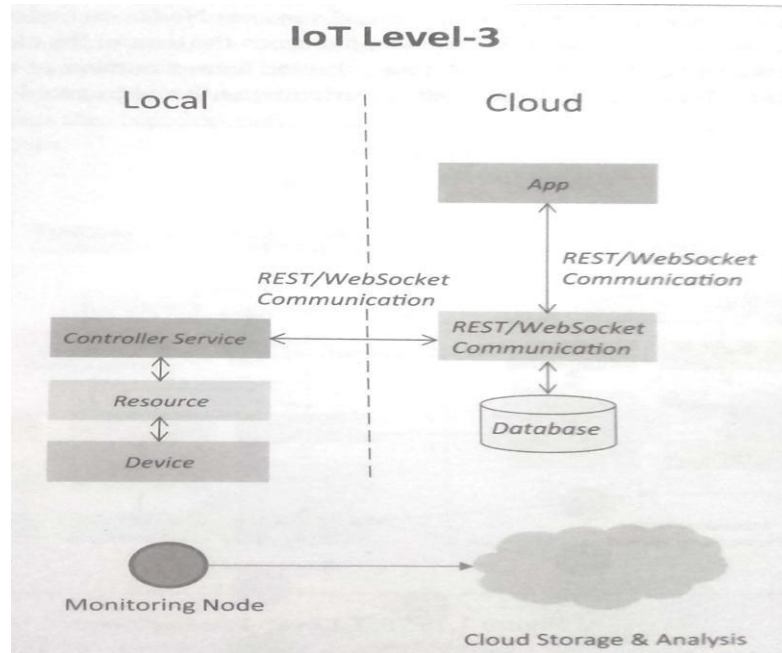 IoT Level-3
Local
Cloud
App
REST/WebSocket
Communication
REST/WebSocket
Communication
Controller Service
REST/WebSocket
Communication
Resource
Database
Device
Monitoring Node
Cloud Storage & Analysis